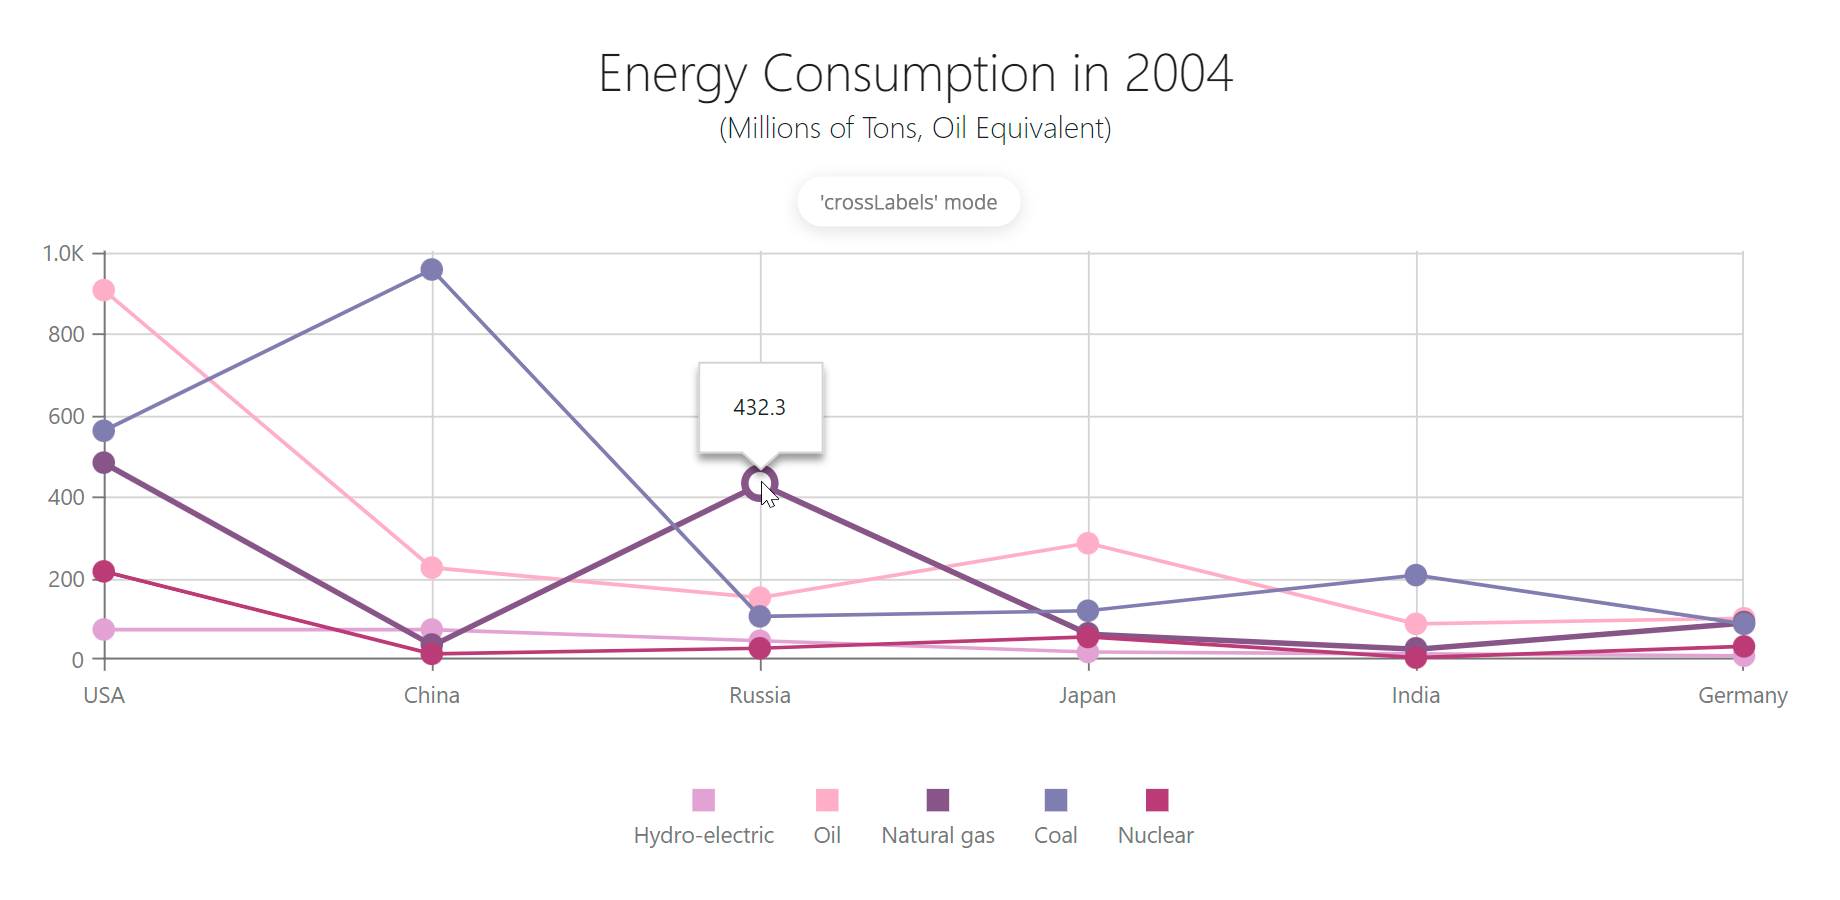 Energy Consumption in 2004
(Millions of Tons, Oil Equivalent)
'crossLabels' mode
1.0K
800
600
432.3
400
200
0
USA China Russia Japan India Germany
Hydro-electric Oil Natural gas Coal Nuclear